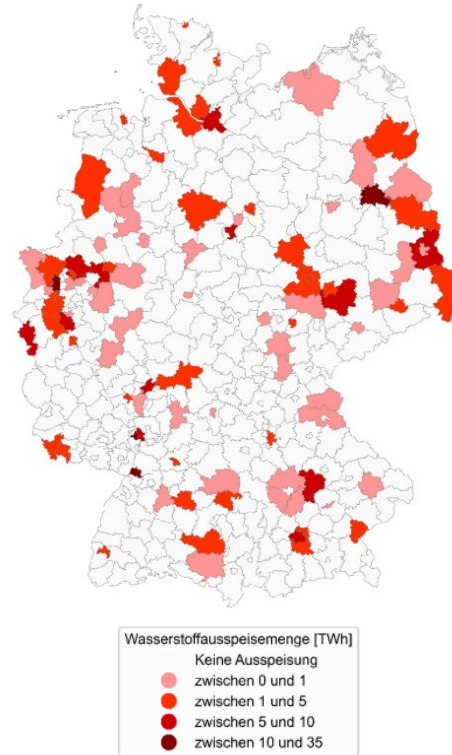 Wasserstoffausspeisemenge [TWh]
Keine Ausspeisung
zwischen 0 und 1
zwischen 1 und 5
zwischen 5 und 10
zwischen 10 und 35